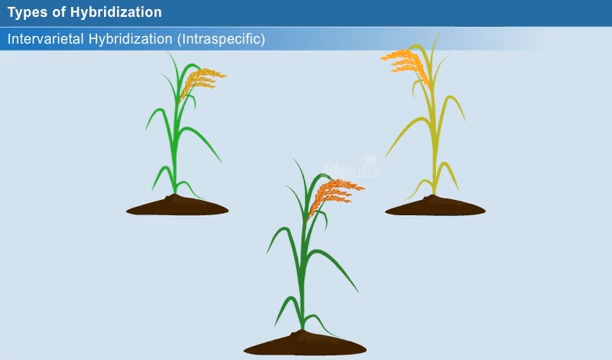 Types of Hybridization
Intervarietal Hybridization (Intraspecific)